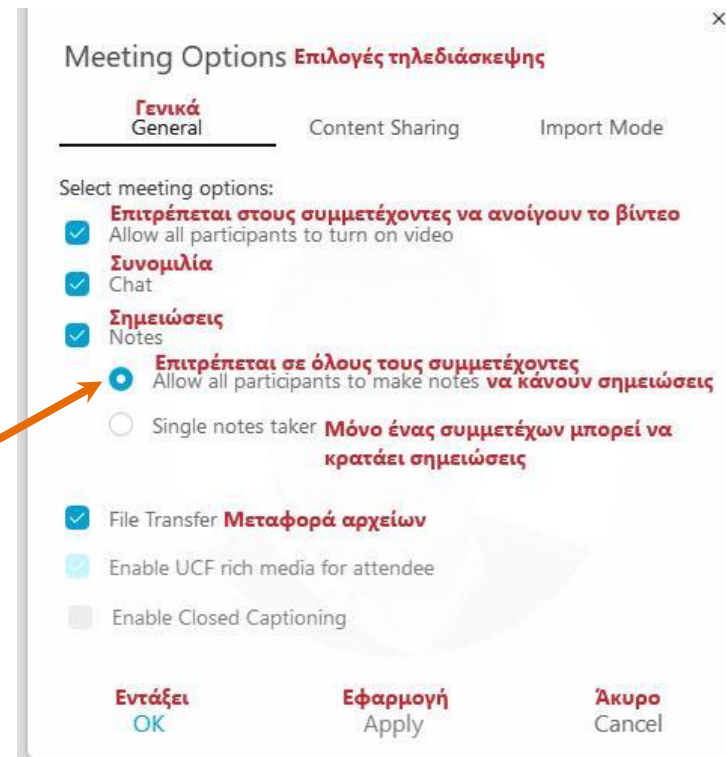 Meeting Options Επιλογές τηλεδιάσκεψης
Γενικά
General Content Sharing Import Mode
Select meeting options:
Επιτρέπεται στους συμμετέχοντες να ανοίγουν το βίντεο
Allow all participants to turn on video
Συνομιλία
Chat
Σημειώσεις
Notes
Επιτρέπεται σε όλους τους συμμετέχοντες
Allow all participants to make notes να κάνουν σημειώσεις
Single notes taker Μόνο ένας συμμετέχων μπορεί να
κρατάει σημειώσεις
File Transfer Μεταφορά αρχείων
Enable UCF rich media for attendee
Enable Closed Captioning
Εντάξει Εφαρμογή Άκυρο
OK Apply Cancel